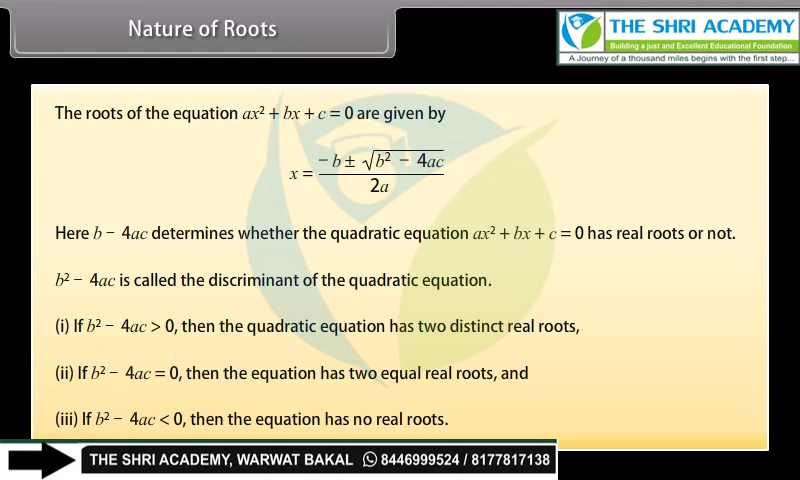 Nature of Roots
THE SHRI ACADEMY
Building a just and Excellent Educational Foundation
A Journey of a thousand miles begins with the first step...
The roots of the equation ax² + bx + c = 0 are given by
x = (− b ± √(b² − 4ac)) / 2a
Here b − 4ac determines whether the quadratic equation ax² + bx + c = 0 has real roots or not.
b² − 4ac is called the discriminant of the quadratic equation.
(i) If b² − 4ac > 0, then the quadratic equation has two distinct real roots,
(ii) If b² − 4ac = 0, then the equation has two equal real roots, and
(iii) If b² − 4ac < 0, then the equation has no real roots.
THE SHRI ACADEMY, WARWAT BAKAL 8446999524 / 8177817138